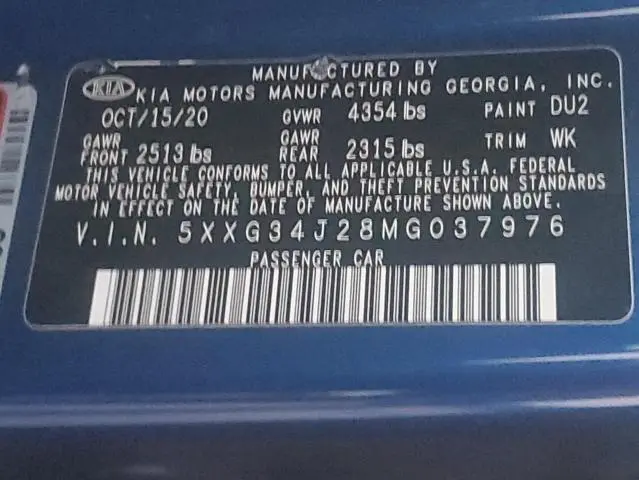 MANUFACTURED BY
KIA KIA MOTORS MANUFACTURING GEORGIA, INC.
OCT/15/20 GVWR 4354 lbs PAINT DU2
GAWR FRONT 2513 lbs GAWR REAR 2315 lbs TRIM WK
THIS VEHICLE CONFORMS TO ALL APPLICABLE U.S.A. FEDERAL
MOTOR VEHICLE SAFETY, BUMPER, AND THEFT PREVENTION STANDARDS
IN EFFECT ON THE DATE OF MANUFACTURE SHOWN ABOVE.
V.I.N. 5XXG34J28MG037976
PASSENGER CAR